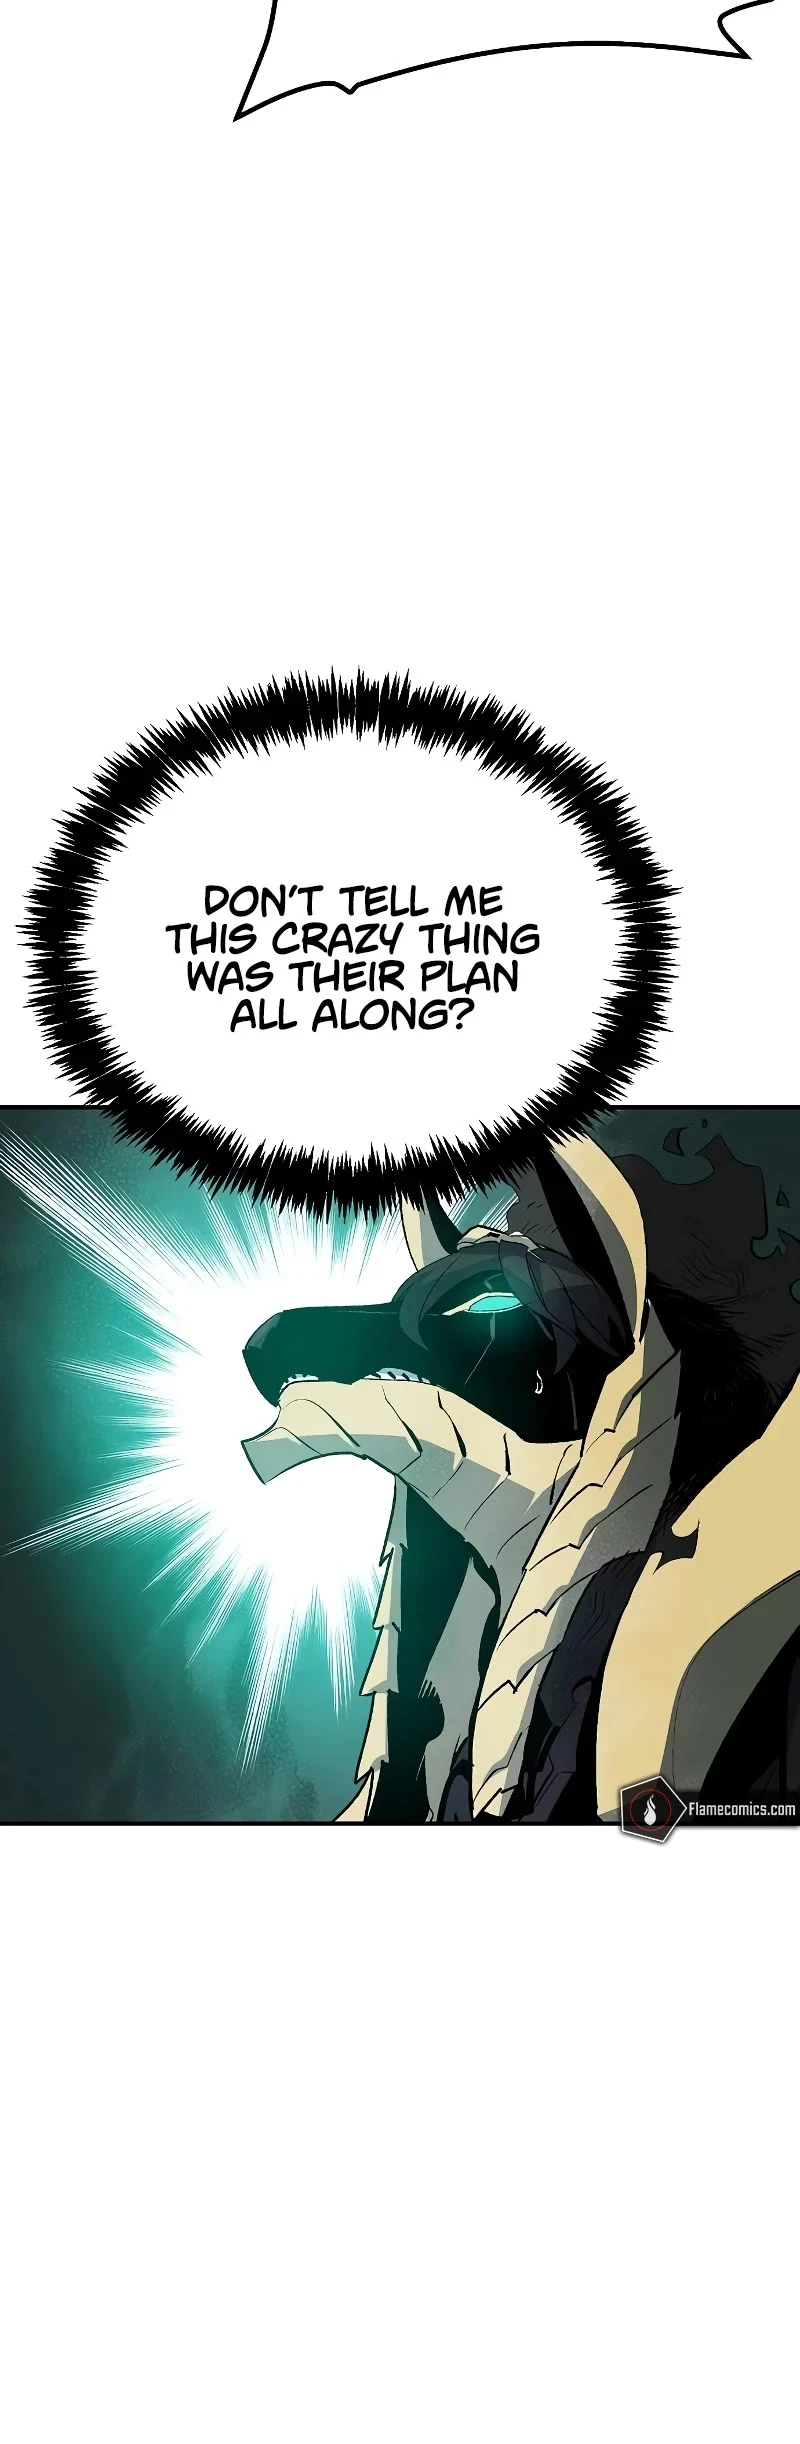 DON'T TELL ME
THIS CRAZY THING
WAS THEIR PLAN
ALL ALONG?
Flamecomics.com